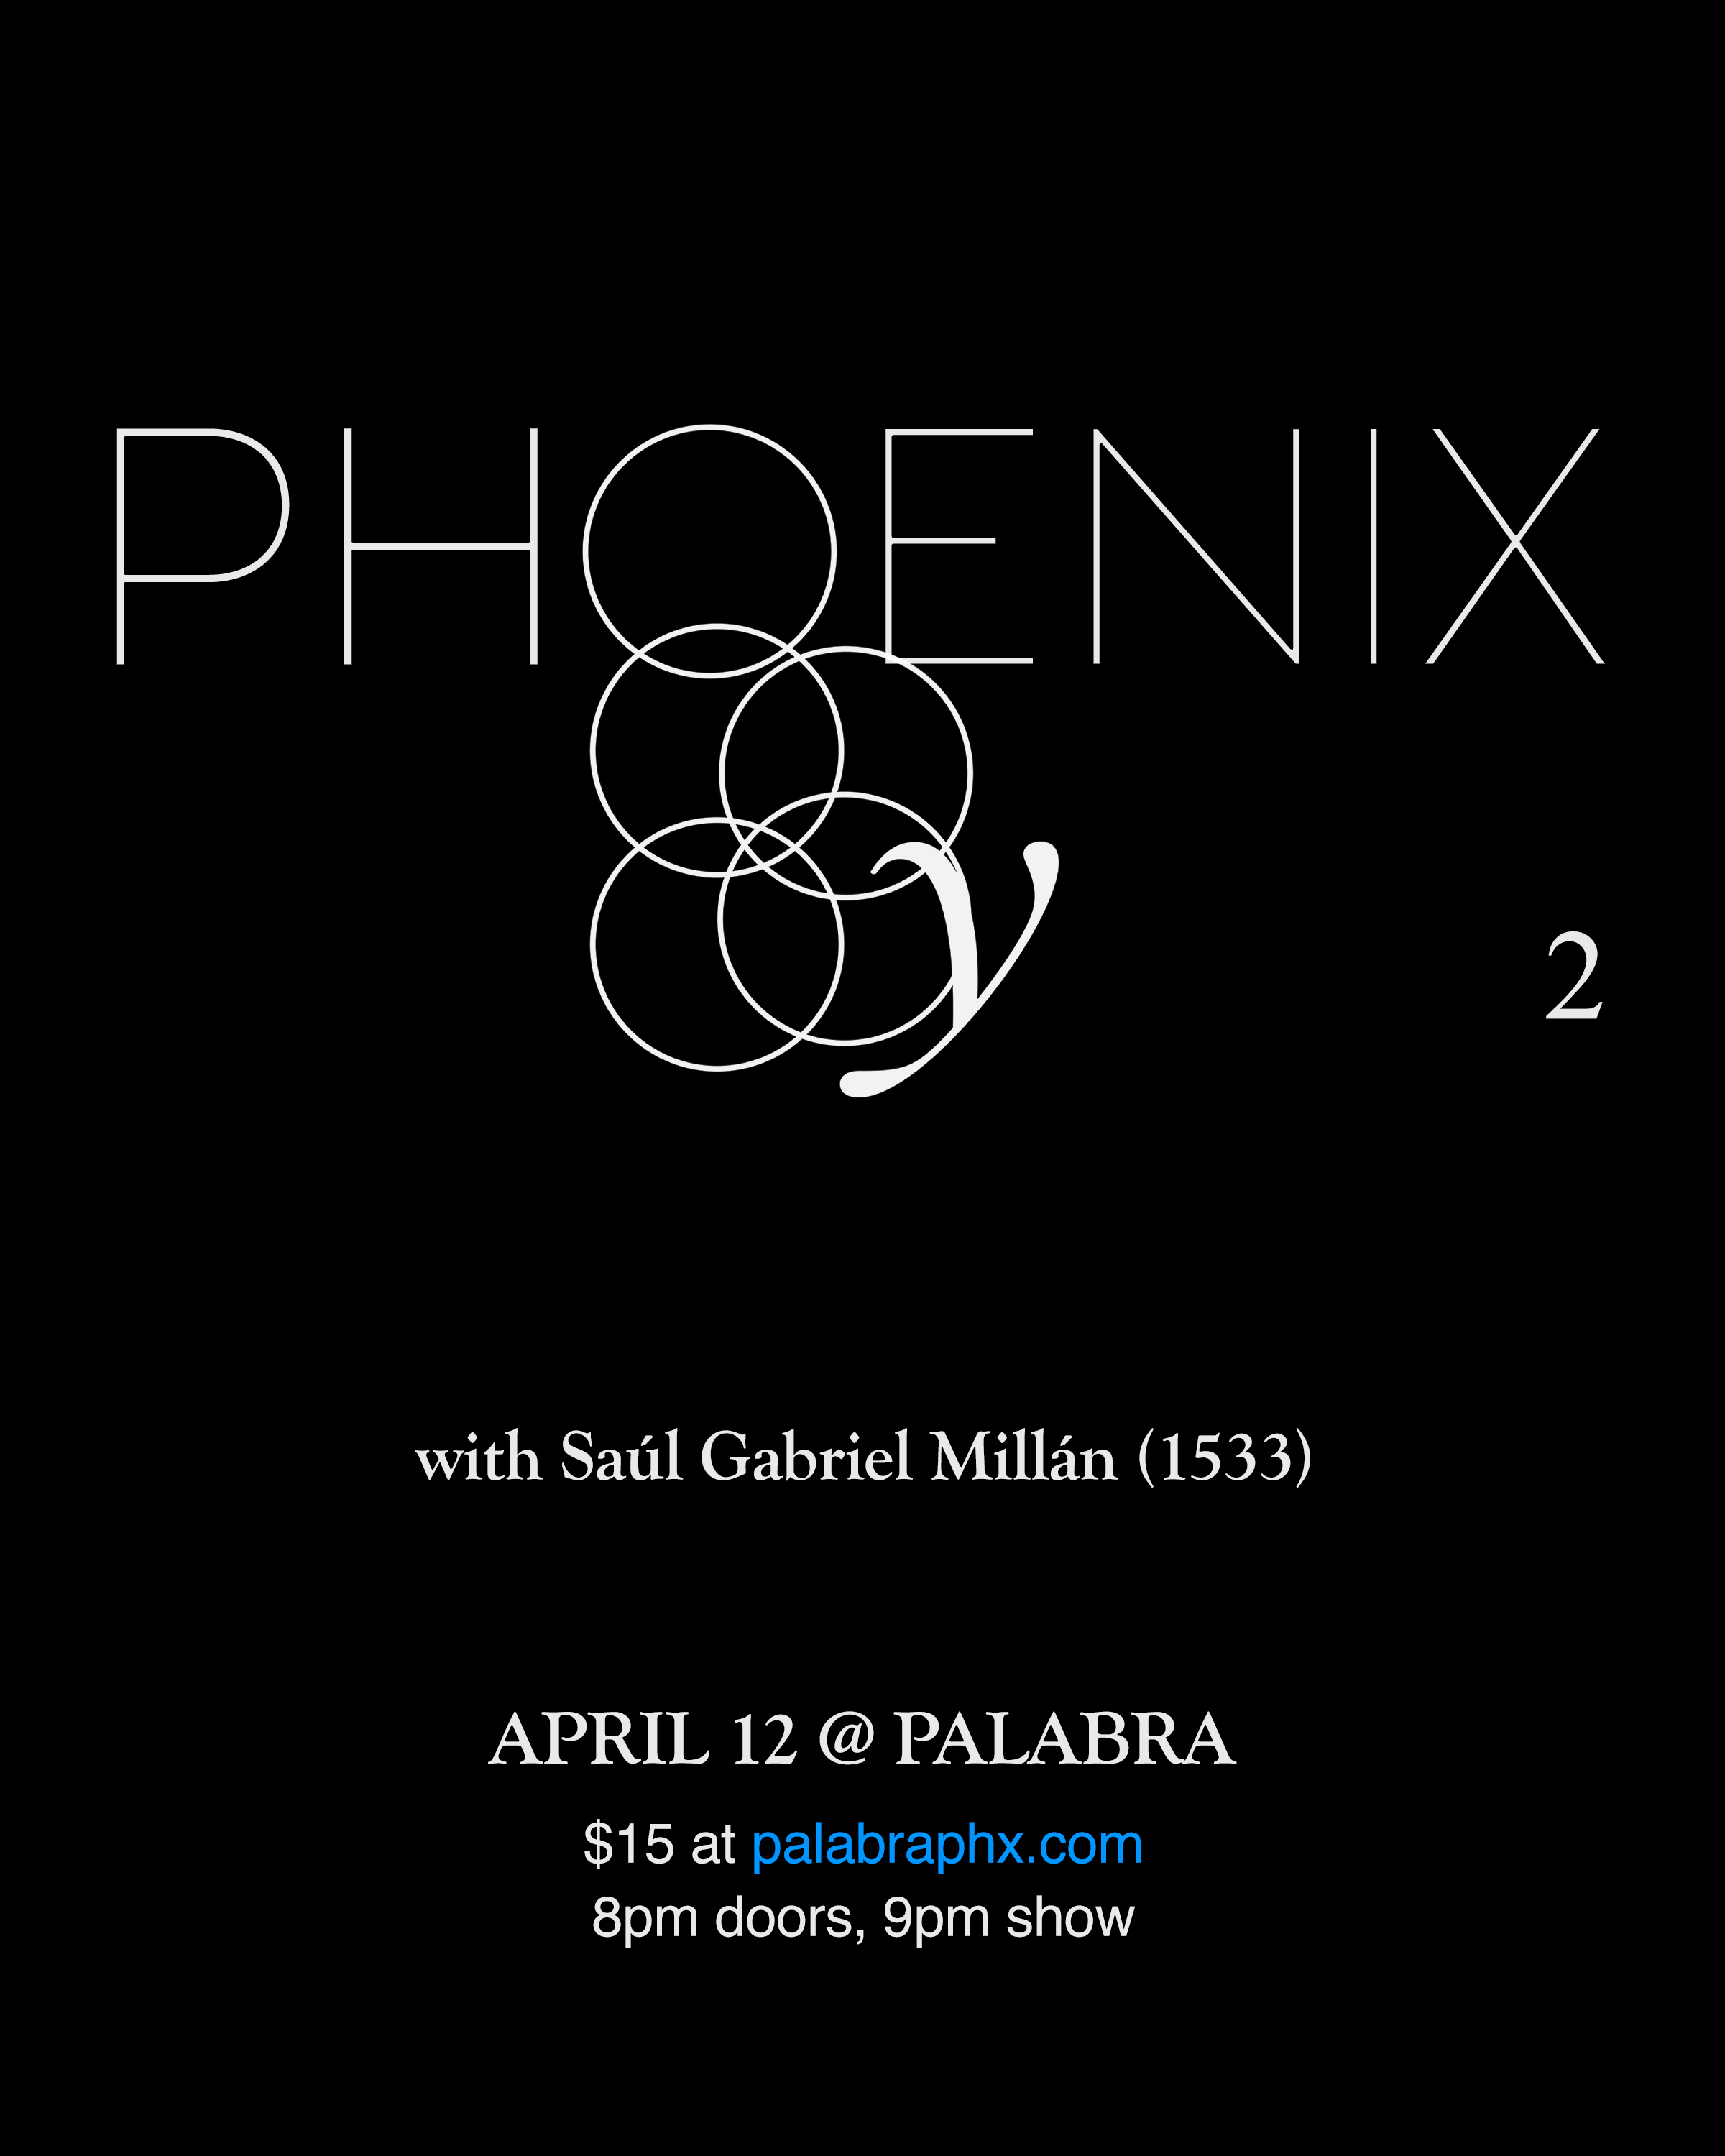 PHOENIX
y
2
with Saúl Gabriel Millán (1533)
APRIL 12 @ PALABRA
$15 at palabraphx.com
8pm doors, 9pm show